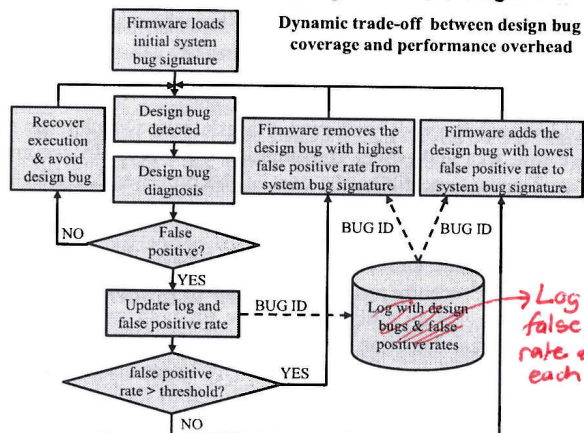 Dynamic trade-off between design bug
coverage and performance overhead
Firmware loads
initial system
bug signature
Recover
execution
& avoid
design bug
Design bug
detected
Firmware removes the
design bug with highest
false positive rate from
system bug signature
Firmware adds the
design bug with lowest
false positive rate to
system bug signature
Design bug
diagnosis
NO
False
positive?
BUG ID
BUG ID
YES
Update log and
false positive rate
BUG ID
Log with design
bugs & false
positive rates
Log
false
rate
each
false positive
rate > threshold?
YES
NO